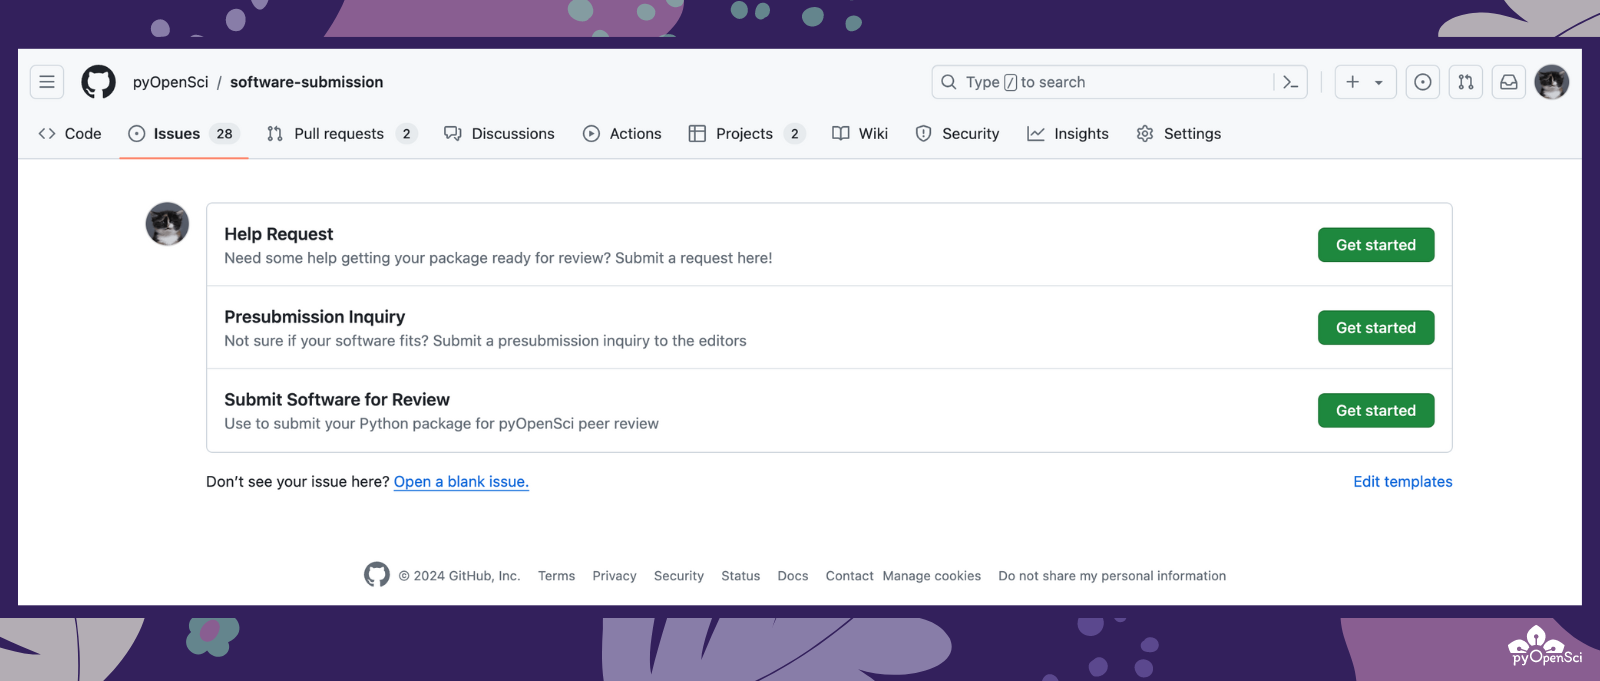 pyOpenSci / software-submission
Type / to search
Code
Issues 28
Pull requests 2
Discussions
Actions
Projects 2
Wiki
Security
Insights
Settings
Help Request
Need some help getting your package ready for review? Submit a request here!
Get started
Presubmission Inquiry
Not sure if your software fits? Submit a presubmission inquiry to the editors
Get started
Submit Software for Review
Use to submit your Python package for pyOpenSci peer review
Get started
Don’t see your issue here? Open a blank issue.
Edit templates
© 2024 GitHub, Inc. Terms Privacy Security Status Docs Contact Manage cookies Do not share my personal information
pyOpenSci